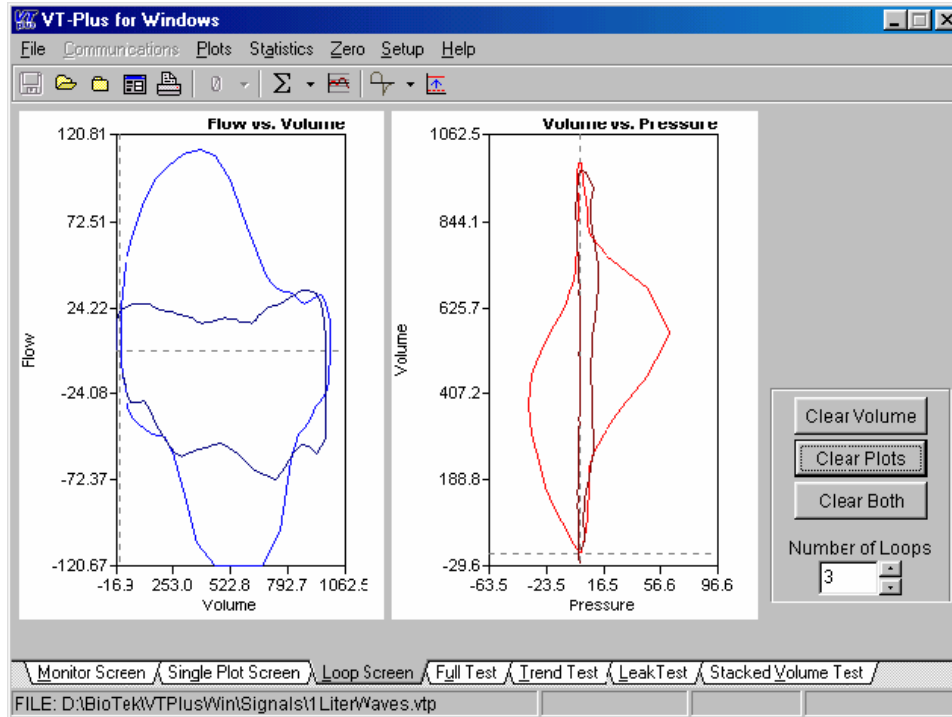 VT-Plus for Windows
File Communications Plots Statistics Zero Setup Help
0 Σ
Flow vs. Volume
120.81
72.51
24.22
-24.08
-72.37
-120.67
Flow
-16.9 253.0 522.8 792.7 1062.5
Volume
Volume vs. Pressure
1062.5
844.1
625.7
407.2
188.8
-29.6
Volume
-63.5 -23.5 16.5 56.6 96.6
Pressure
Clear Volume
Clear Plots
Clear Both
Number of Loops
3
Monitor Screen Single Plot Screen Loop Screen Full Test Trend Test LeakTest Stacked Volume Test
FILE: D:\BioTek\VTPlusWin\Signals\1LiterWaves.vtp